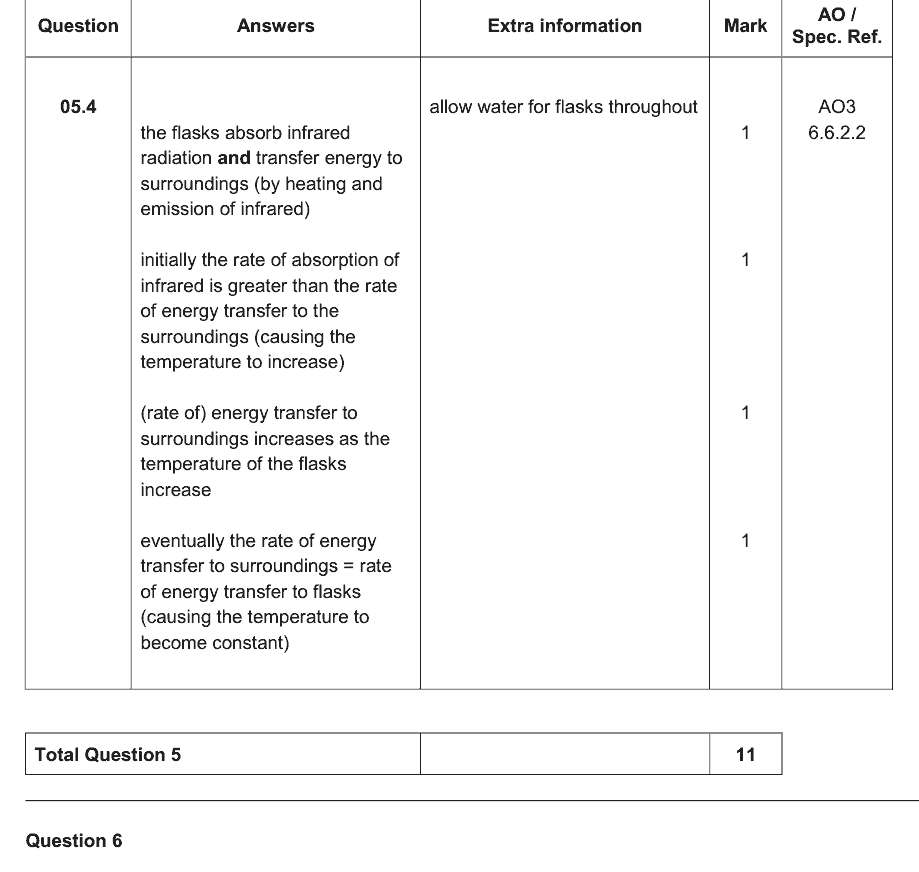 Question Answers Extra information Mark AO /
Spec. Ref.
05.4 allow water for flasks throughout AO3
the flasks absorb infrared 1 6.6.2.2
radiation and transfer energy to
surroundings (by heating and
emission of infrared)
initially the rate of absorption of 1
infrared is greater than the rate
of energy transfer to the
surroundings (causing the
temperature to increase)
(rate of) energy transfer to 1
surroundings increases as the
temperature of the flasks
increase
eventually the rate of energy 1
transfer to surroundings = rate
of energy transfer to flasks
(causing the temperature to
become constant)
Total Question 5 11
Question 6